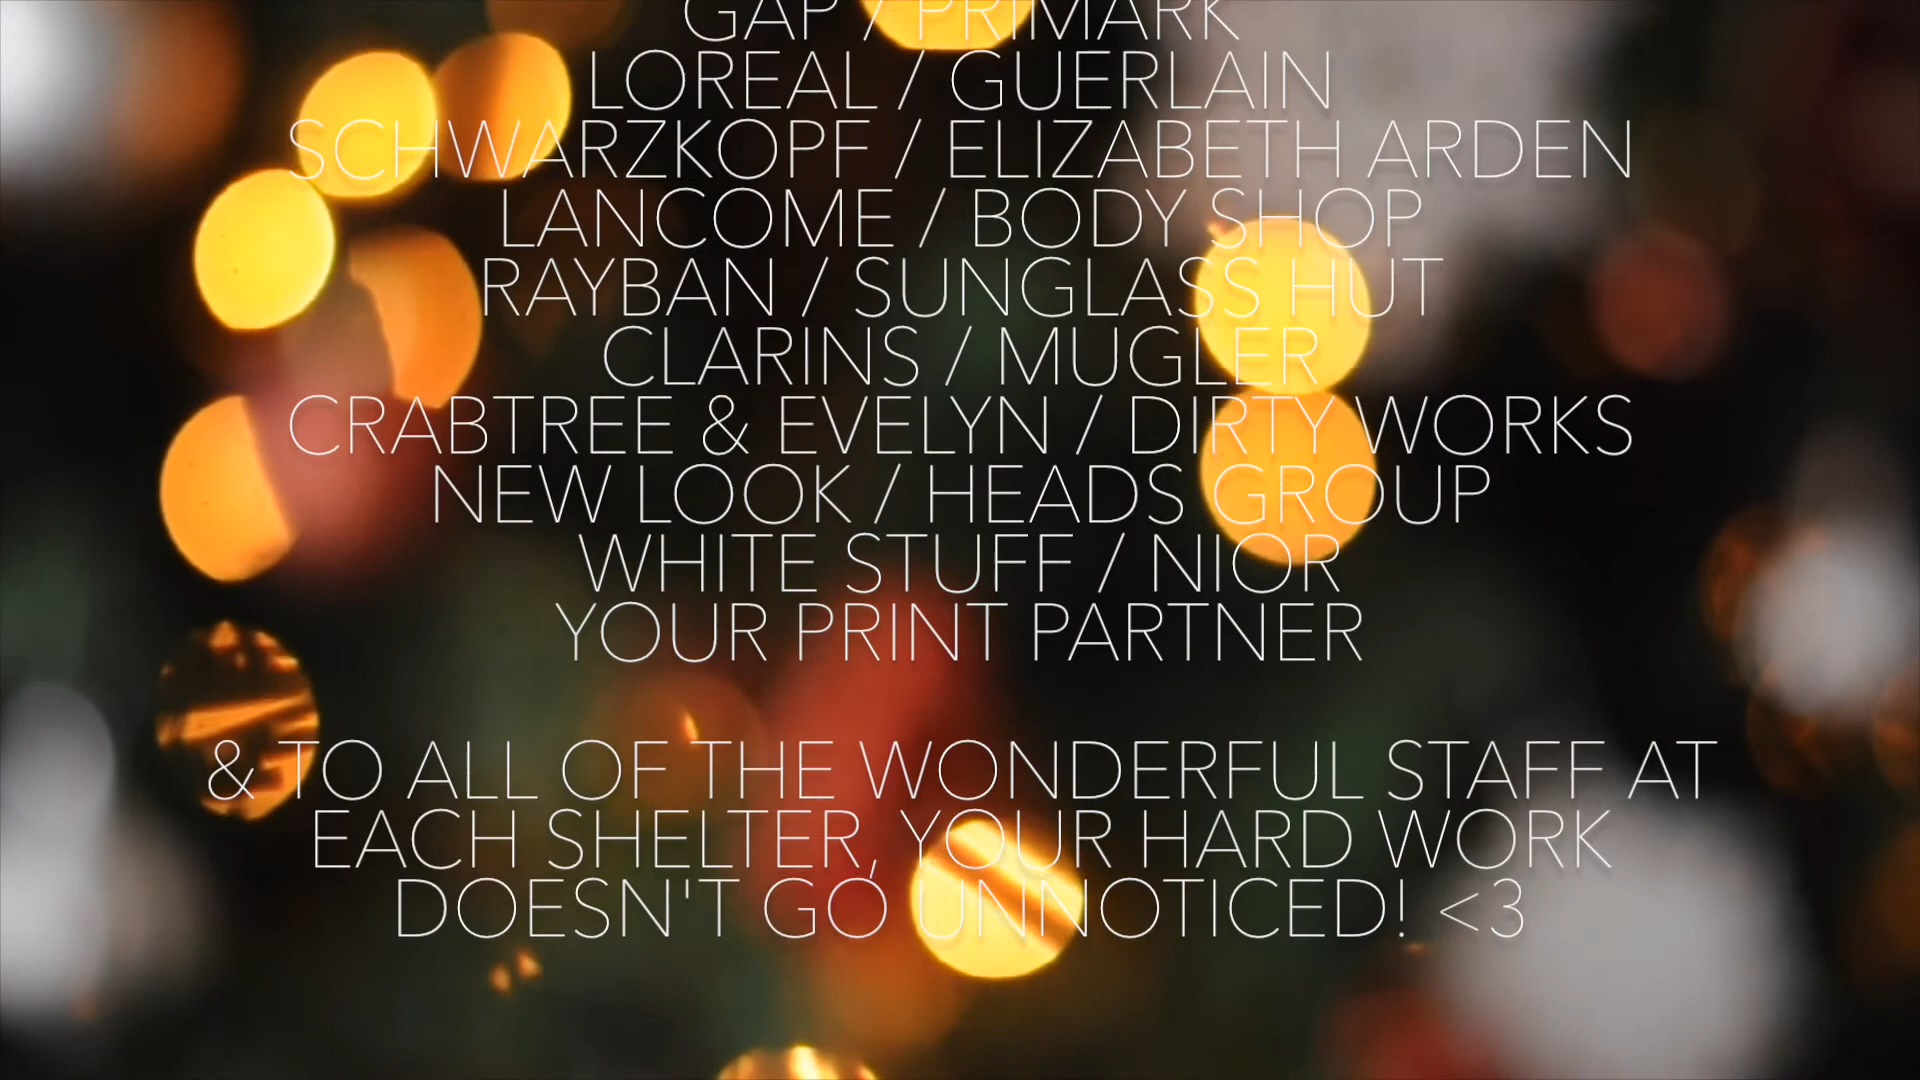 GAP / PRIMARK
LOREAL / GUERLAIN
SCHWARZKOPF / ELIZABETH ARDEN
LANCOME / BODY SHOP
RAYBAN / SUNGLASS HUT
CLARINS / MUGLER
CRABTREE & EVELYN / DIRTY WORKS
NEW LOOK / HEADS GROUP
WHITE STUFF / NIOR
YOUR PRINT PARTNER
& TO ALL OF THE WONDERFUL STAFF AT
EACH SHELTER, YOUR HARD WORK
DOESN'T GO UNNOTICED! <3